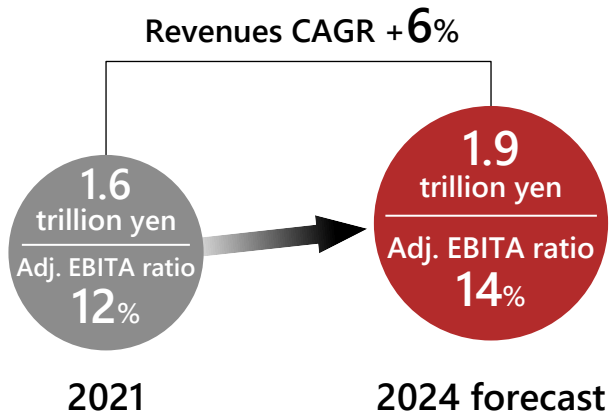 Revenues CAGR +6%
1.6
trillion yen
Adj. EBITA ratio
12%
1.9
trillion yen
Adj. EBITA ratio
14%
2021
2024 forecast